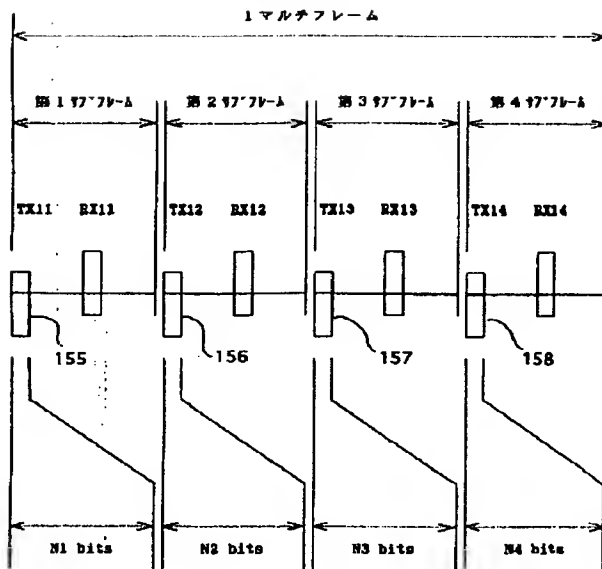 1マルチフレーム
第1サブフレーム 第2サブフレーム 第3サブフレーム 第4サブフレーム
TX11 RX11 TX12 RX12 TX13 RX13 TX14 RX14
155 156 157 158
N1 bits N2 bits N3 bits N4 bits